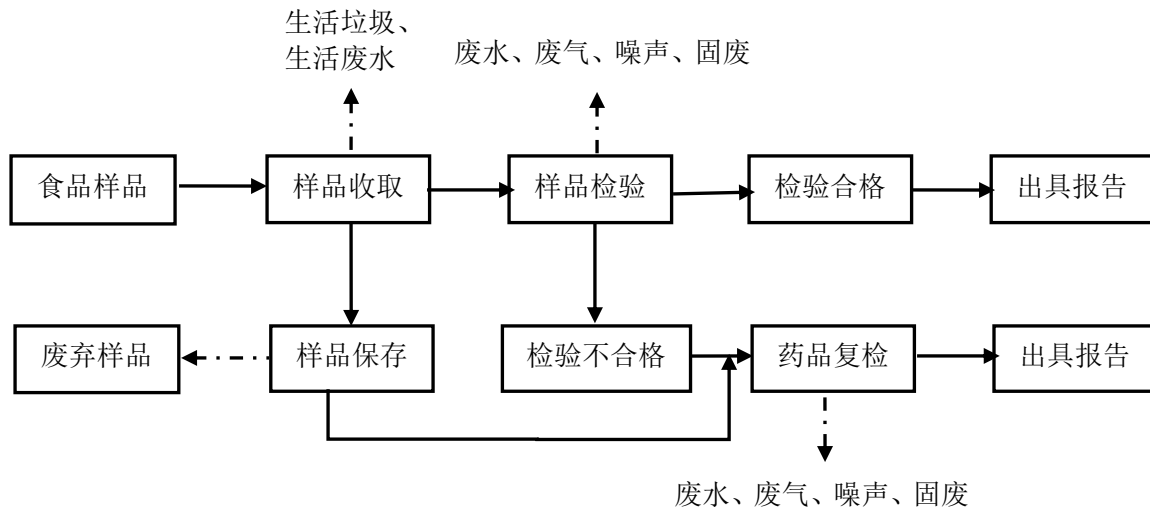 生活垃圾、
生活废水
废水、废气、噪声、固废
食品样品
样品收取
样品检验
检验合格
出具报告
废弃样品
样品保存
检验不合格
药品复检
出具报告
废水、废气、噪声、固废